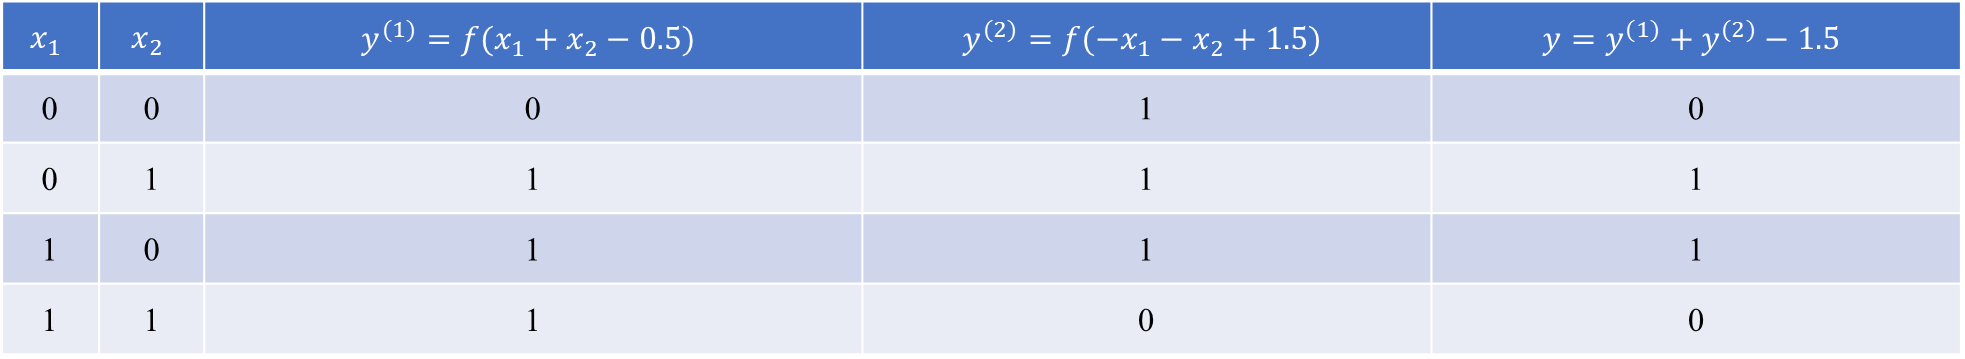 x₁ x₂ y⁽¹⁾ = f(x₁ + x₂ − 0.5) y⁽²⁾ = f(−x₁ − x₂ + 1.5) y = y⁽¹⁾ + y⁽²⁾ − 1.5
0 0 0 1 0
0 1 1 1 1
1 0 1 1 1
1 1 1 0 0